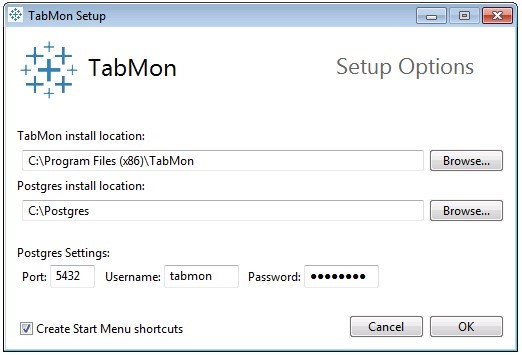 TabMon Setup
TabMon
Setup Options
TabMon install location:
C:\Program Files (x86)\TabMon
Browse...
Postgres install location:
C:\Postgres
Browse...
Postgres Settings:
Port: 5432 Username: tabmon Password: ●●●●●●●●
Create Start Menu shortcuts
Cancel
OK